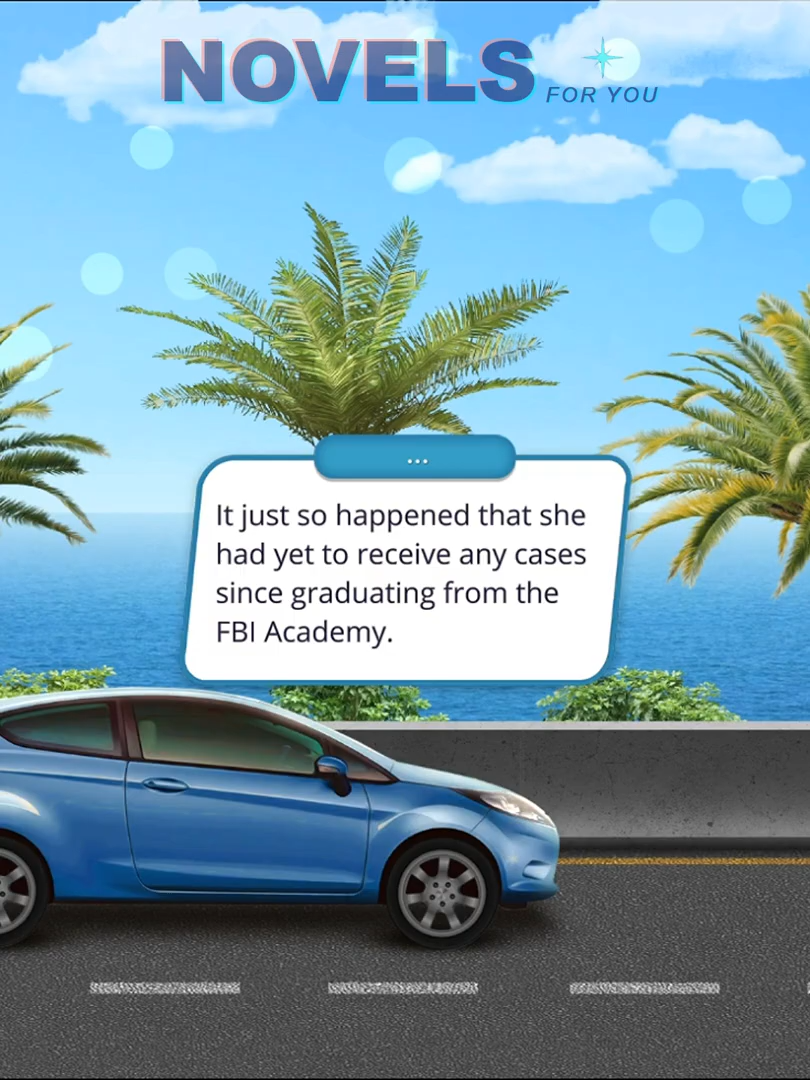 NOVELS
FOR YOU
...
It just so happened that she
had yet to receive any cases
since graduating from the
FBI Academy.